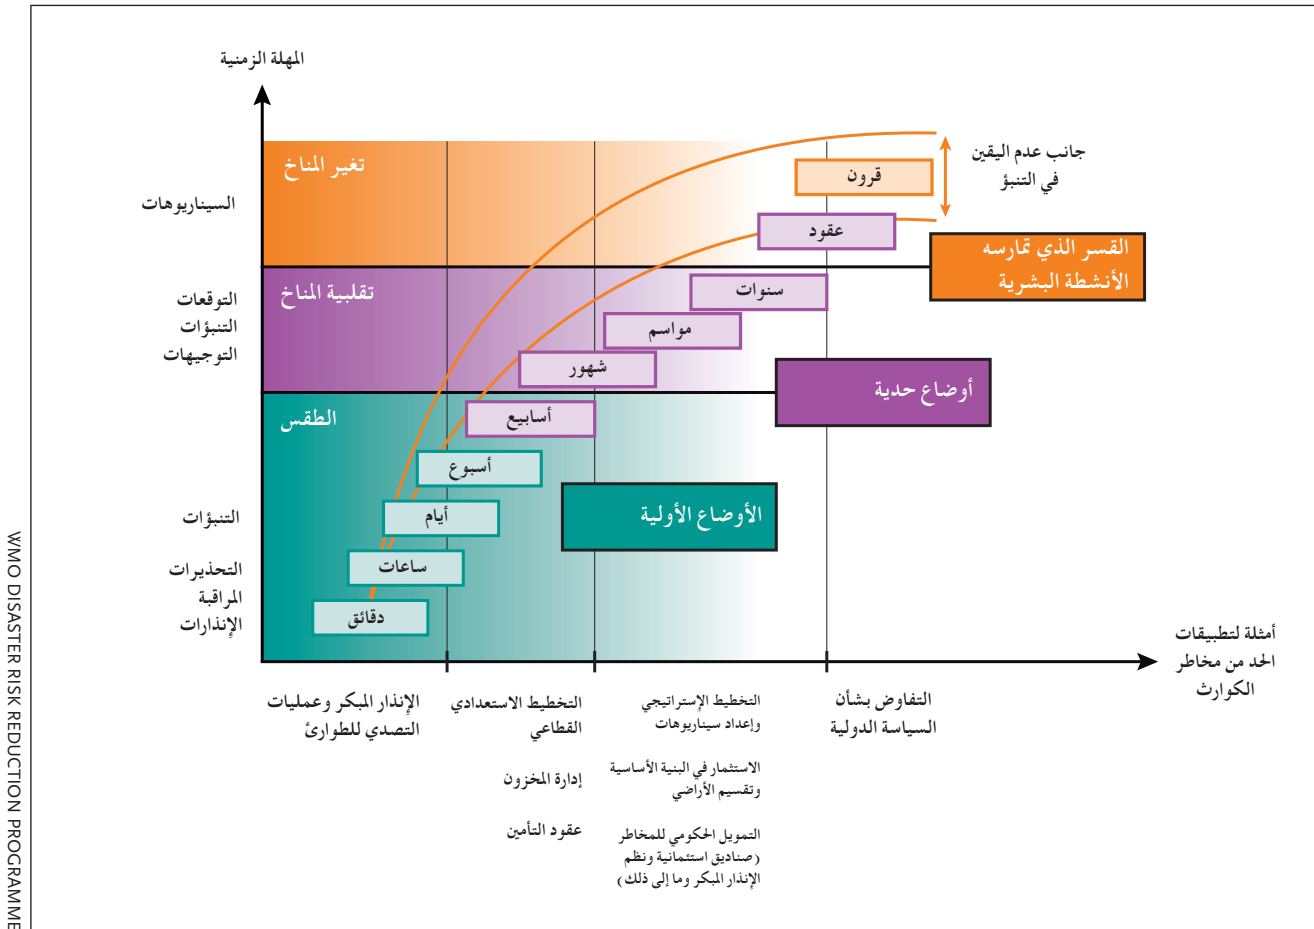 المهلة الزمنية
تغير المناخ
قرون
جانب عدم اليقين
في التنبؤ
السيناريوهات
عقود
القسر الذي تمارسه
الأنشطة البشرية
تقلبية المناخ
سنوات
التوقعات
التنبؤات
التوجيهات
مواسم
شهور
أوضاع حدية
الطقس
أسابيع
أسبوع
الأوضاع الأولية
أيام
التنبؤات
ساعات
التحذيرات
المراقبة
الإنذارات
دقائق
أمثلة لتطبيقات
الحد من مخاطر
الكوارث
الإنذار المبكر وعمليات
التصدي للطوارئ
التخطيط الاستعدادي
القطاعي
إدارة المخزون
عقود التأمين
التخطيط الإستراتيجي
وإعداد سيناريوهات
الاستثمار في البنية الأساسية
وتقسيم الأراضي
التمويل الحكومي للمخاطر
(صناديق استئمانية ونظم
الإنذار المبكر وما إلى ذلك)
التفاوض بشأن
السياسة الدولية
WMO DISASTER RISK REDUCTION PROGRAMME